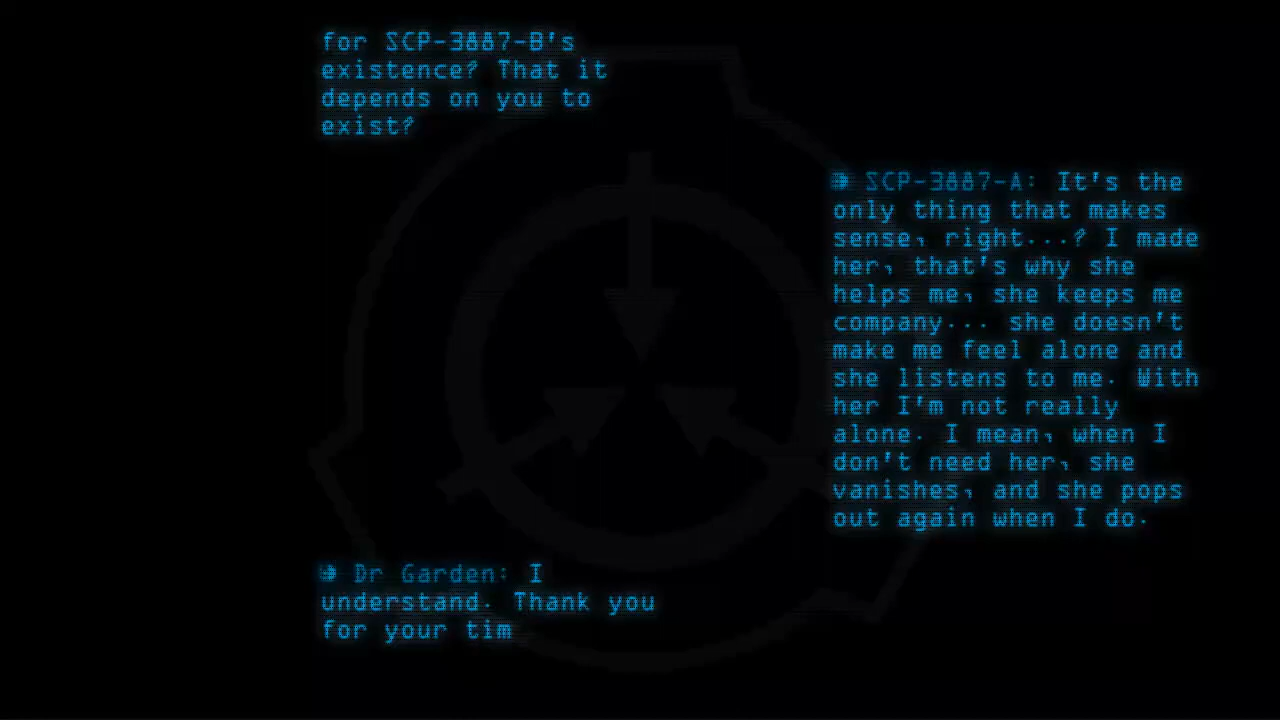 for SCP-3887-B's
existence? That it
depends on you to
exist?
SCP-3887-A: It's the
only thing that makes
sense, right...? I made
her, that's why she
helps me, she keeps me
company... she doesn't
make me feel alone and
she listens to me. With
her I'm not really
alone. I mean, when I
don't need her, she
vanishes, and she pops
out again when I do.
Dr Garden: I
understand. Thank you
for your tim